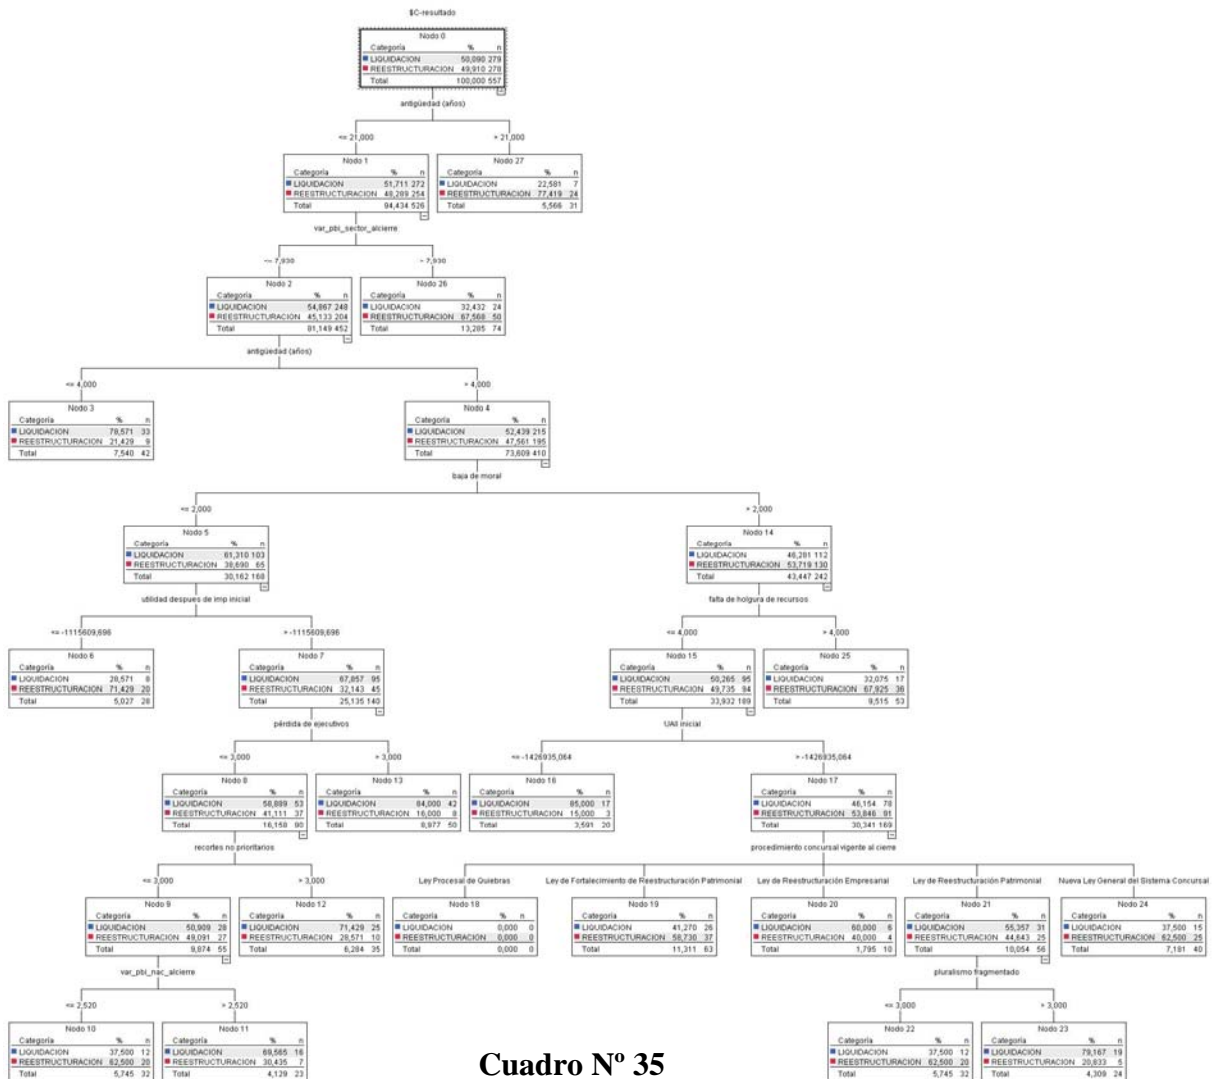 $C-resultado
Nodo 0
Categoría % n
LIQUIDACION 50,090 279
REESTRUCTURACION 49,910 278
Total 100,000 557
antigüedad (años)
<= 21,000 > 21,000
Nodo 1
Categoría % n
LIQUIDACION 51,711 272
REESTRUCTURACION 48,289 254
Total 94,434 526
Nodo 27
Categoría % n
LIQUIDACION 22,581 7
REESTRUCTURACION 77,419 24
Total 5,566 31
var_pbi_sector_alcierre
<= 7,930 > 7,930
Nodo 2
Categoría % n
LIQUIDACION 54,867 248
REESTRUCTURACION 45,133 204
Total 81,149 452
Nodo 26
Categoría % n
LIQUIDACION 32,432 24
REESTRUCTURACION 67,568 50
Total 13,285 74
antigüedad (años)
<= 4,000 > 4,000
Nodo 3
Categoría % n
LIQUIDACION 78,571 33
REESTRUCTURACION 21,429 9
Total 7,540 42
Nodo 4
Categoría % n
LIQUIDACION 52,439 215
REESTRUCTURACION 47,561 195
Total 73,609 410
baja de moral
<= 2,000 > 2,000
Nodo 5
Categoría % n
LIQUIDACION 61,310 103
REESTRUCTURACION 38,690 65
Total 30,162 168
Nodo 14
Categoría % n
LIQUIDACION 46,281 112
REESTRUCTURACION 53,719 130
Total 43,447 242
utilidad despues de imp inicial
falta de holgura de recursos
<= -1115609,696 > -1115609,696
<= 4,000 > 4,000
Nodo 6
Categoría % n
LIQUIDACION 28,571 8
REESTRUCTURACION 71,429 20
Total 5,027 28
Nodo 7
Categoría % n
LIQUIDACION 67,857 95
REESTRUCTURACION 32,143 45
Total 25,135 140
Nodo 15
Categoría % n
LIQUIDACION 50,265 95
REESTRUCTURACION 49,735 94
Total 33,932 189
Nodo 25
Categoría % n
LIQUIDACION 32,075 17
REESTRUCTURACION 67,925 36
Total 9,515 53
pérdida de ejecutivos
UAII inicial
<= 3,000 > 3,000
<= -1426935,064 > -1426935,064
Nodo 8
Categoría % n
LIQUIDACION 58,889 53
REESTRUCTURACION 41,111 37
Total 16,158 90
Nodo 13
Categoría % n
LIQUIDACION 84,000 42
REESTRUCTURACION 16,000 8
Total 8,977 50
Nodo 16
Categoría % n
LIQUIDACION 85,000 17
REESTRUCTURACION 15,000 3
Total 3,591 20
Nodo 17
Categoría % n
LIQUIDACION 46,154 78
REESTRUCTURACION 53,846 91
Total 30,341 169
recortes no prioritarios
procedimiento concursal vigente al cierre
<= 3,000 > 3,000
Ley Procesal de Quiebras
Ley de Fortalecimiento de Reestructuración Patrimonial
Ley de Reestructuración Empresarial
Ley de Reestructuración Patrimonial
Nueva Ley General del Sistema Concursal
Nodo 9
Categoría % n
LIQUIDACION 50,909 28
REESTRUCTURACION 49,091 27
Total 9,874 55
Nodo 12
Categoría % n
LIQUIDACION 71,429 25
REESTRUCTURACION 28,571 10
Total 6,284 35
Nodo 18
Categoría % n
LIQUIDACION 0,000 0
REESTRUCTURACION 0,000 0
Total 0,000 0
Nodo 19
Categoría % n
LIQUIDACION 41,270 26
REESTRUCTURACION 58,730 37
Total 11,311 63
Nodo 20
Categoría % n
LIQUIDACION 60,000 6
REESTRUCTURACION 40,000 4
Total 1,795 10
Nodo 21
Categoría % n
LIQUIDACION 55,357 31
REESTRUCTURACION 44,643 25
Total 10,054 56
Nodo 24
Categoría % n
LIQUIDACION 37,500 15
REESTRUCTURACION 62,500 25
Total 7,181 40
var_pbi_nac_alcierre
pluralismo fragmentado
<= 2,520 > 2,520
<= 3,000 > 3,000
Nodo 10
Categoría % n
LIQUIDACION 37,500 12
REESTRUCTURACION 62,500 20
Total 5,745 32
Nodo 11
Categoría % n
LIQUIDACION 69,565 16
REESTRUCTURACION 30,435 7
Total 4,129 23
Nodo 22
Categoría % n
LIQUIDACION 37,500 12
REESTRUCTURACION 62,500 20
Total 5,745 32
Nodo 23
Categoría % n
LIQUIDACION 79,167 19
REESTRUCTURACION 20,833 5
Total 4,309 24
Cuadro Nº 35